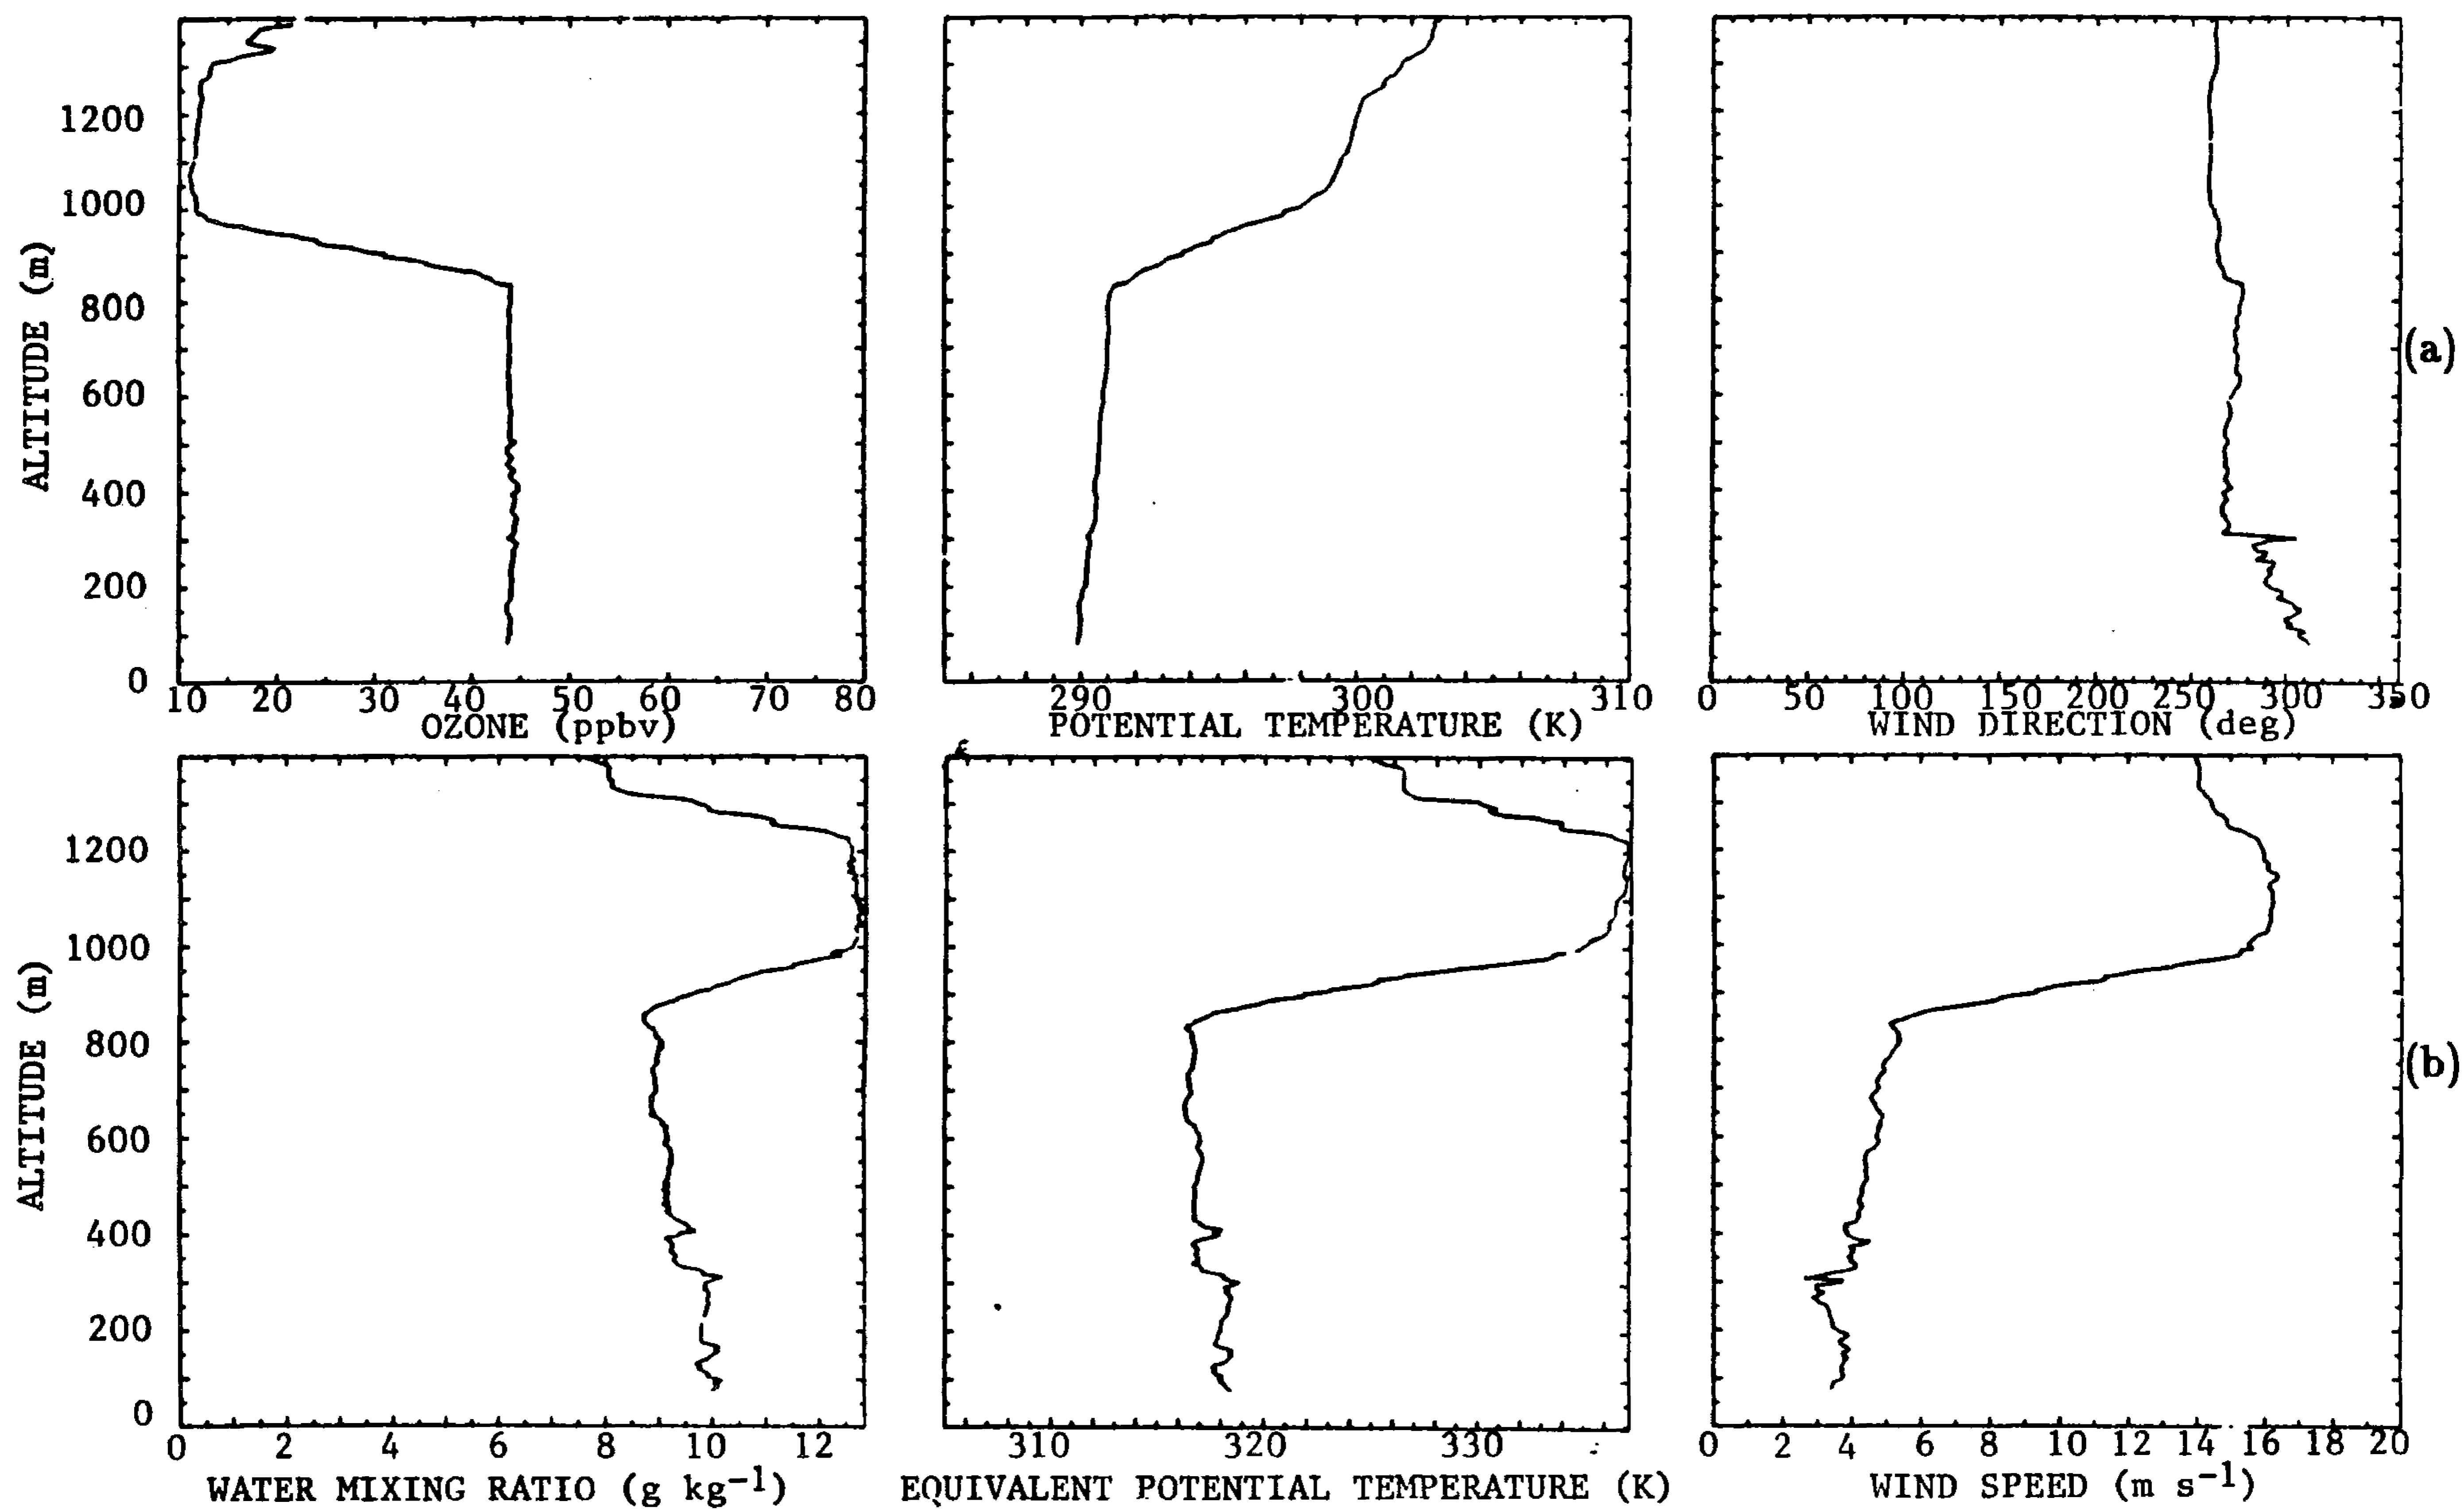 1200
1000
800
600
400
200
0
ALTITUDE (m)
10 20 30 40 50 60 70 80
OZONE (ppbv)
290 300 310
POTENTIAL TEMPERATURE (K)
0 50 100 150 200 250 300 350
WIND DIRECTION (deg)
(a)
1200
1000
800
600
400
200
0
ALTITUDE (m)
0 2 4 6 8 10 12
WATER MIXING RATIO (g kg⁻¹)
310 320 330
EQUIVALENT POTENTIAL TEMPERATURE (K)
0 2 4 6 8 10 12 14 16 18 20
WIND SPEED (m s⁻¹)
(b)